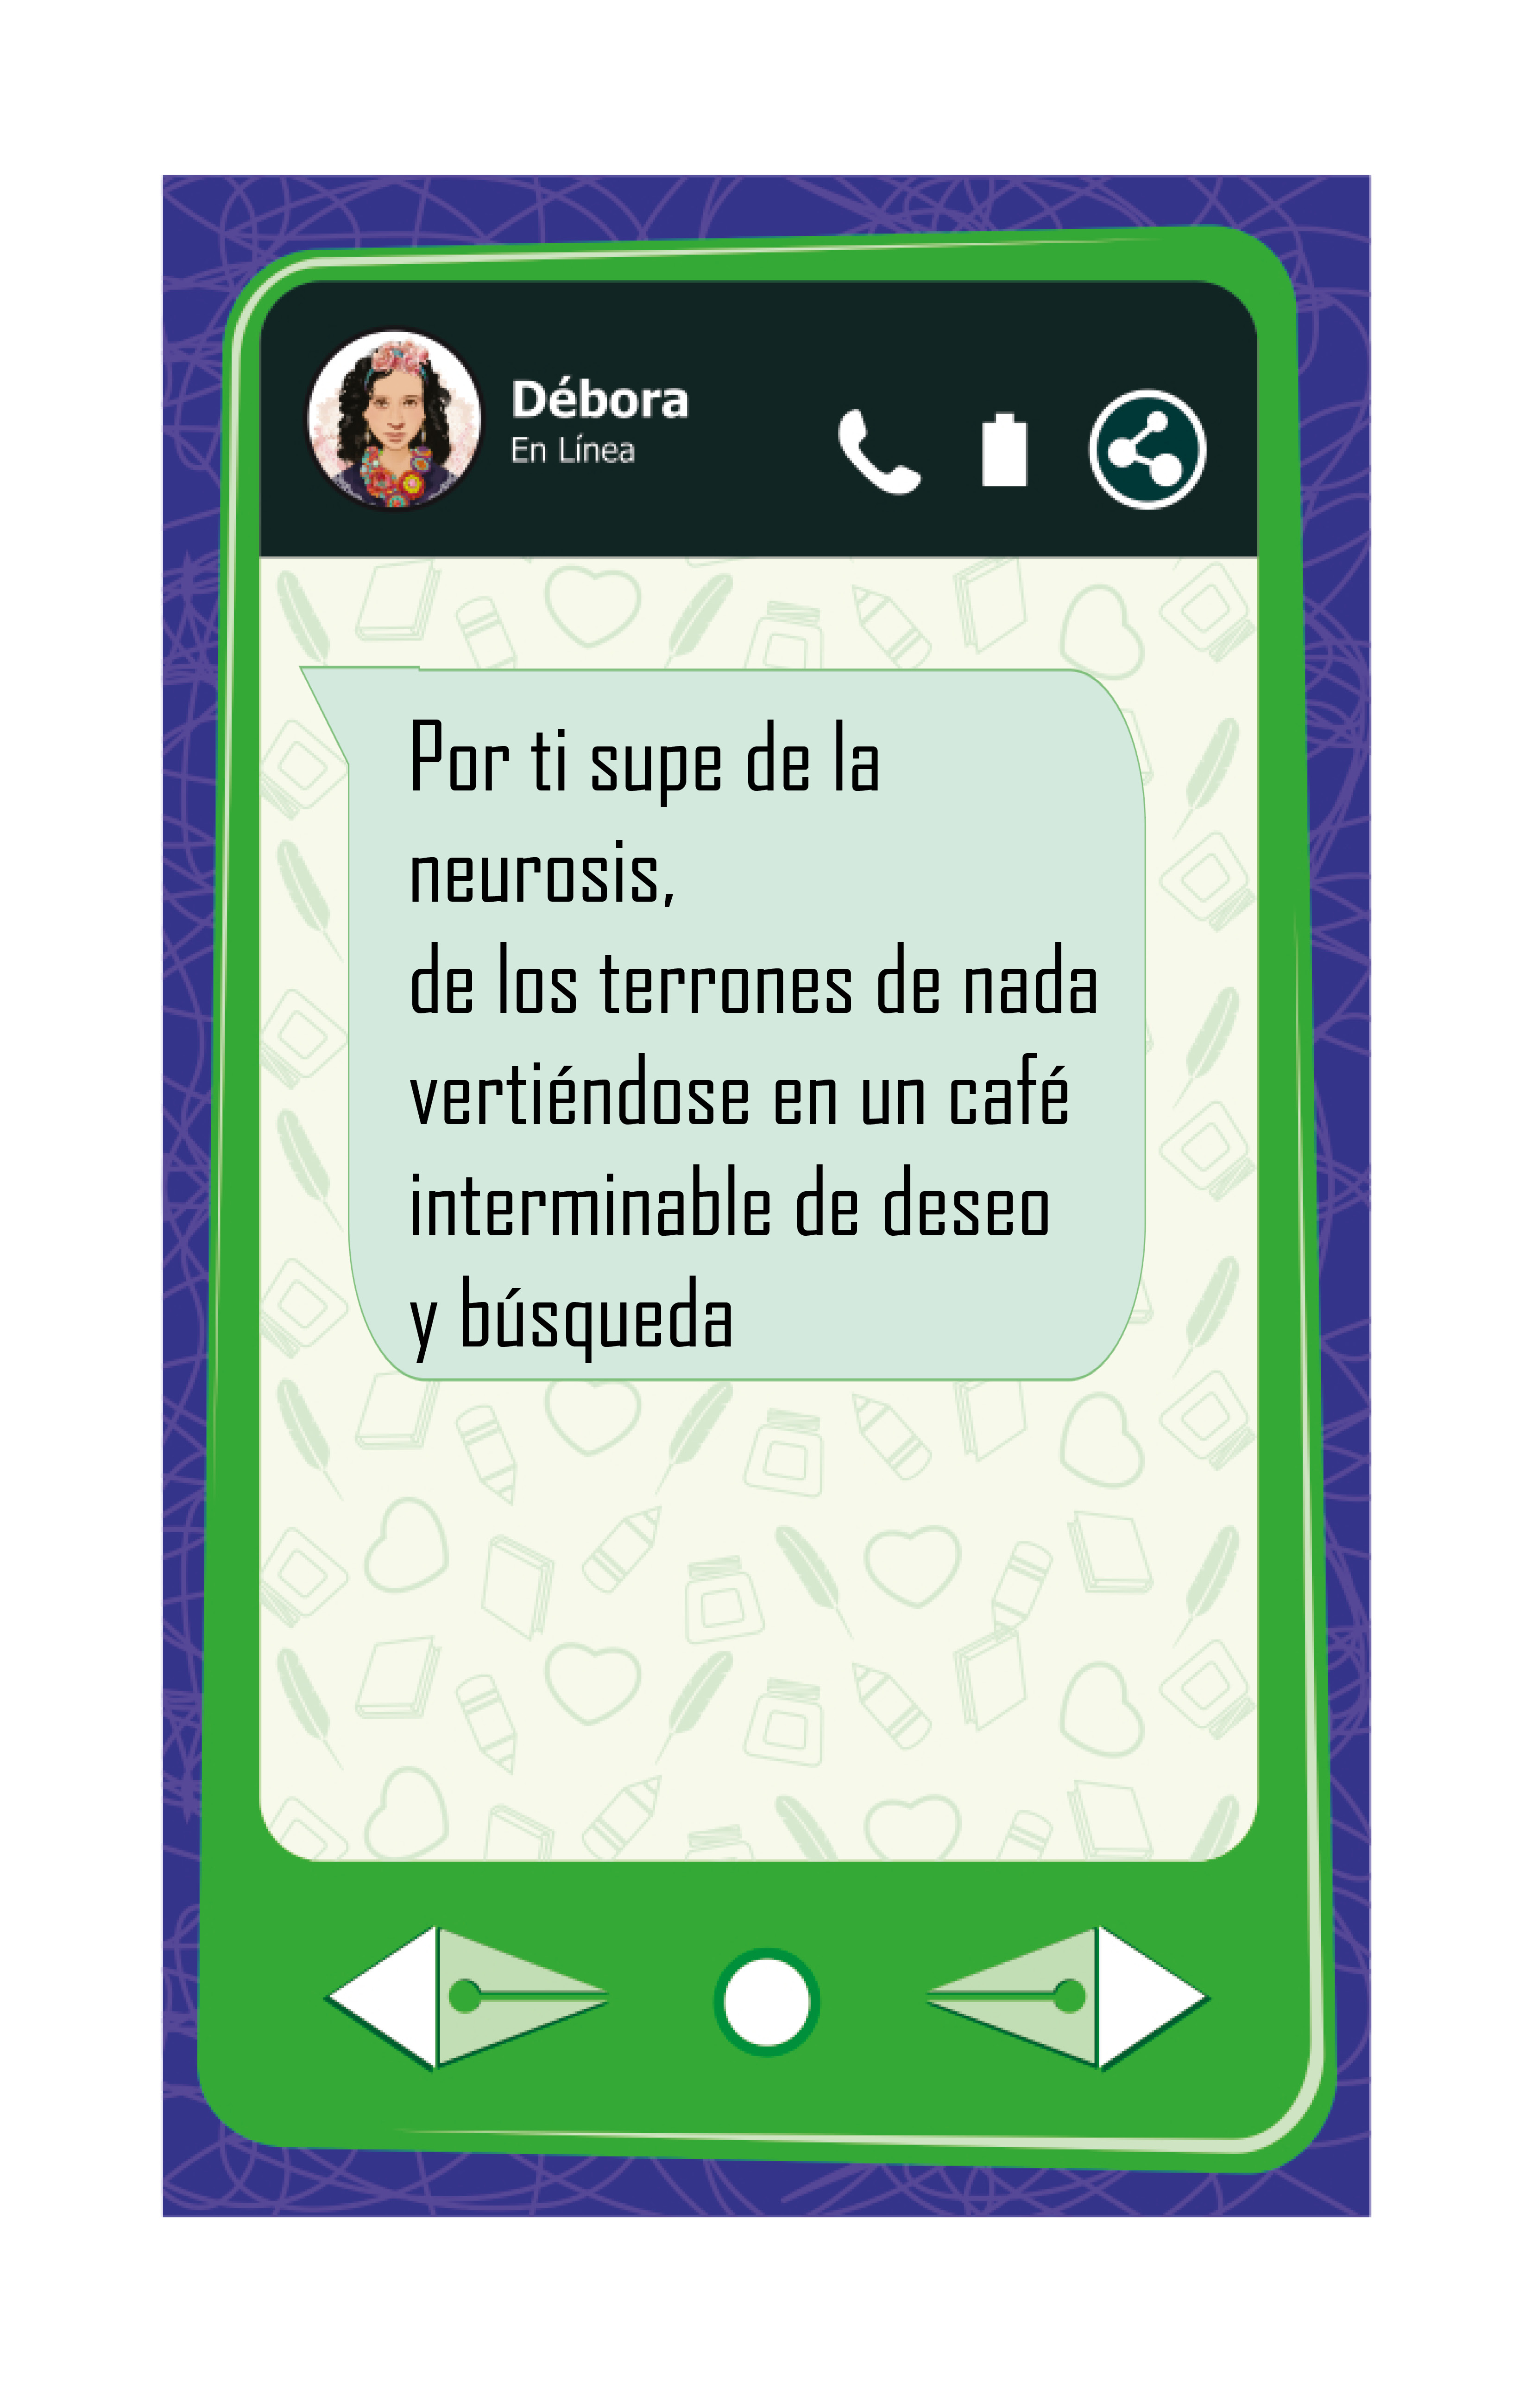 Débora
En Línea
Por ti supe de la
neurosis,
de los terrones de nada
vertiéndose en un café
interminable de deseo
y búsqueda